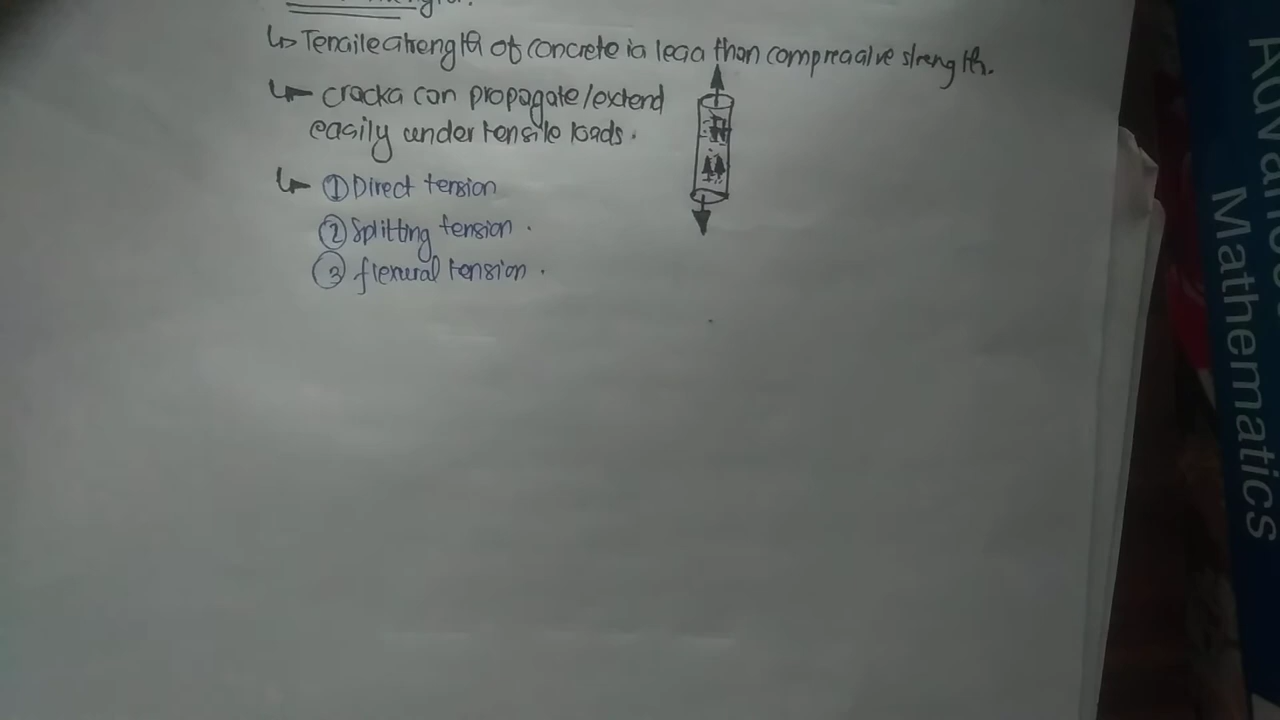 ↳ Tensile strength of concrete is less than compressive strength.
↳ cracks can propagate/extend
easily under tensile loads.
↳ ① Direct tension
② Splitting tension.
③ flexural tension.
Mathematics